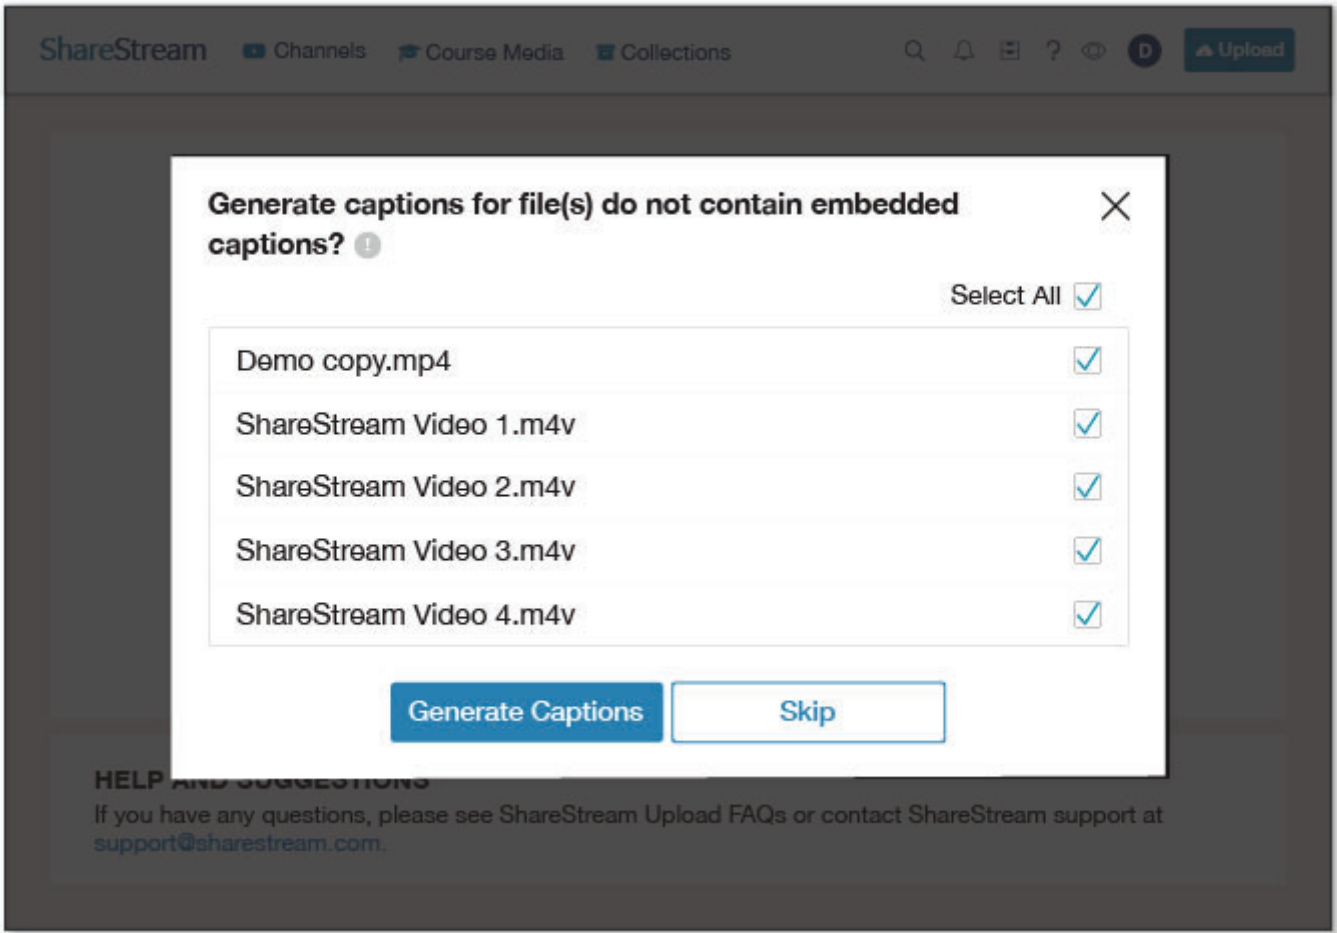 ShareStream Channels Course Media Collections ? D Upload
Generate captions for file(s) do not contain embedded
captions? !
Select All
Demo copy.mp4
ShareStream Video 1.m4v
ShareStream Video 2.m4v
ShareStream Video 3.m4v
ShareStream Video 4.m4v
Generate Captions Skip
HELP AND SUGGESTIONS
If you have any questions, please see ShareStream Upload FAQs or contact ShareStream support at
support@sharestream.com.